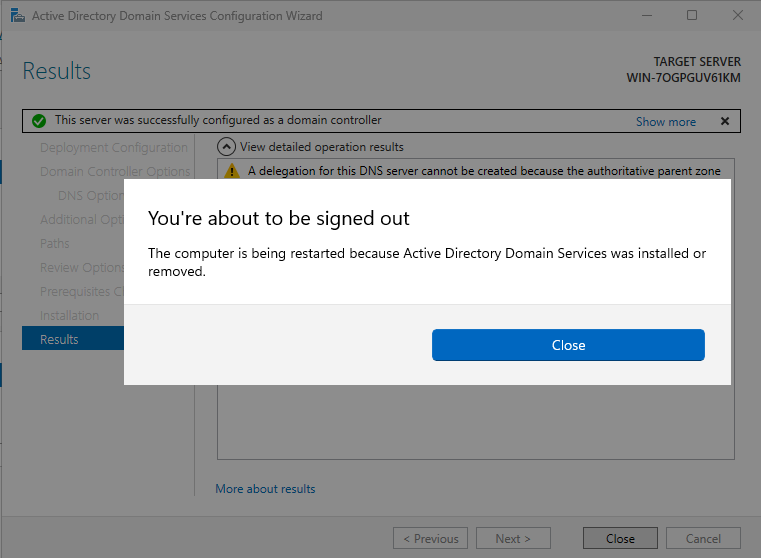 Active Directory Domain Services Configuration Wizard
Results
TARGET SERVER
WIN-7OGPGUV61KM
This server was successfully configured as a domain controller
Show more
Deployment Configuration
Domain Controller Options
DNS Option
Additional Opti
Paths
Review Options
Prerequisites C
Installation
Results
View detailed operation results
A delegation for this DNS server cannot be created because the authoritative parent zone
You're about to be signed out
The computer is being restarted because Active Directory Domain Services was installed or
removed.
Close
More about results
< Previous
Next >
Close
Cancel